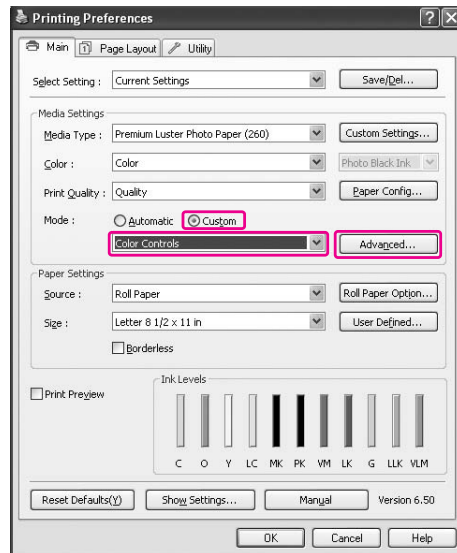 Printing Preferences
Main Page Layout Utility
Select Setting : Current Settings Save/Del...
Media Settings
Media Type : Premium Luster Photo Paper (260) Custom Settings...
Color : Color Photo Black Ink
Print Quality : Quality Paper Config...
Mode : Automatic Custom
Color Controls Advanced...
Paper Settings
Source : Roll Paper Roll Paper Option...
Size : Letter 8 1/2 x 11 in User Defined...
Borderless
Print Preview
Ink Levels
C O Y LC MK PK VM LK G LLK VLM
Reset Defaults(Y) Show Settings... Manual Version 6.50
OK Cancel Help